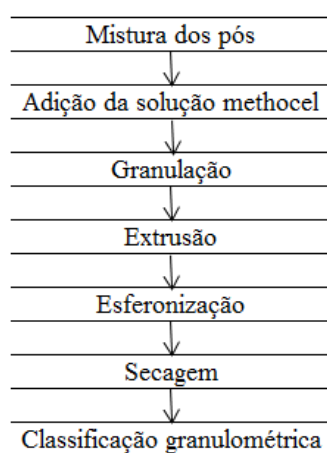 Mistura dos pós
Adição da solução methocel
Granulação
Extrusão
Esferonização
Secagem
Classificação granulométrica